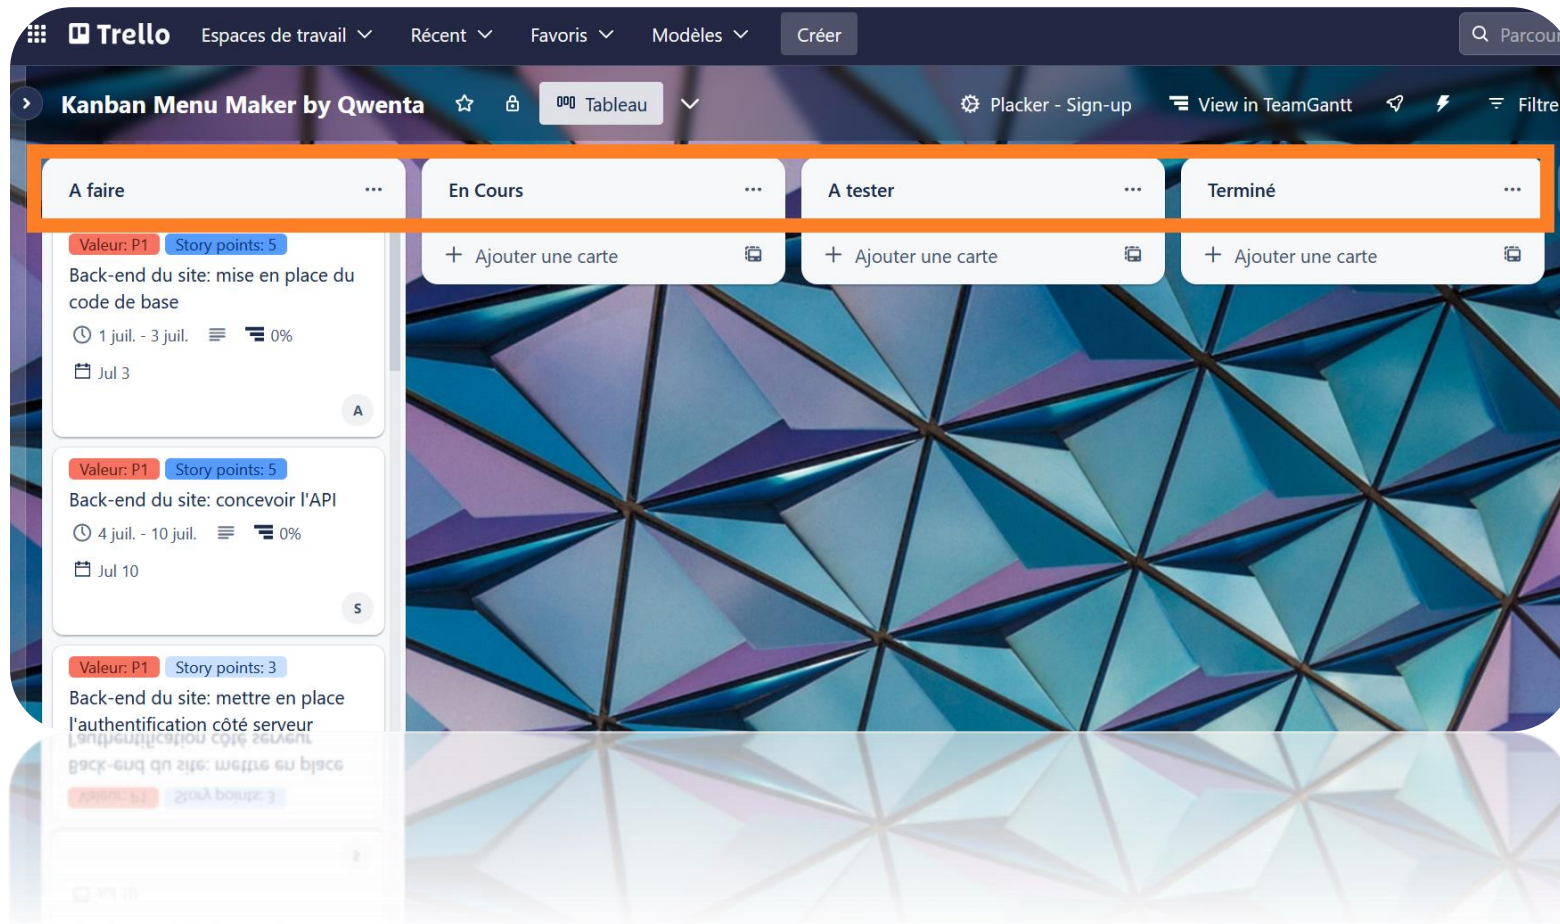 Trello Espaces de travail Récent Favoris Modèles Créer Parcour
Kanban Menu Maker by Qwenta Tableau Placker - Sign-up View in TeamGantt Filtre
A faire
Valeur: P1 Story points: 5
Back-end du site: mise en place du
code de base
1 juil. - 3 juil. 0%
Jul 3
A
Valeur: P1 Story points: 5
Back-end du site: concevoir l'API
4 juil. - 10 juil. 0%
Jul 10
S
Valeur: P1 Story points: 3
Back-end du site: mettre en place
l'authentification côté serveur
En Cours
Ajouter une carte
A tester
Ajouter une carte
Terminé
Ajouter une carte